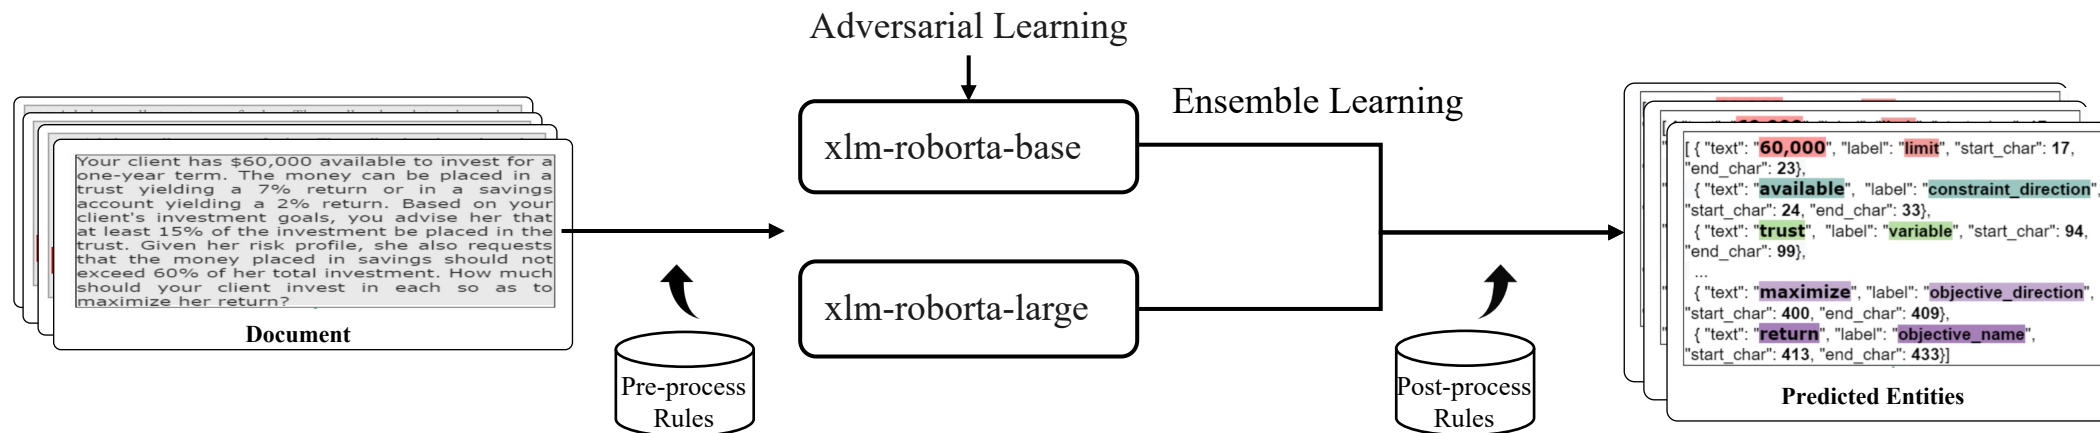 Adversarial Learning
Ensemble Learning
Your client has $60,000 available to invest for a
one-year term. The money can be placed in a
trust yielding a 7% return or in a savings
account yielding a 2% return. Based on your
client's investment goals, you advise her that
at least 15% of the investment be placed in the
trust. Given her risk profile, she also requests
that the money placed in savings should not
exceed 60% of her total investment. How much
should your client invest in each so as to
maximize her return?
Document
Pre-process
Rules
xlm-roborta-base
xlm-roborta-large
Post-process
Rules
[ { "text": "60,000", "label": "limit", "start_char": 17,
"end_char": 23},
{ "text": "available", "label": "constraint_direction",
"start_char": 24, "end_char": 33},
{ "text": "trust", "label": "variable", "start_char": 94,
"end_char": 99},
...
{ "text": "maximize", "label": "objective_direction",
"start_char": 400, "end_char": 409},
{ "text": "return", "label": "objective_name",
"start_char": 413, "end_char": 433}]
Predicted Entities